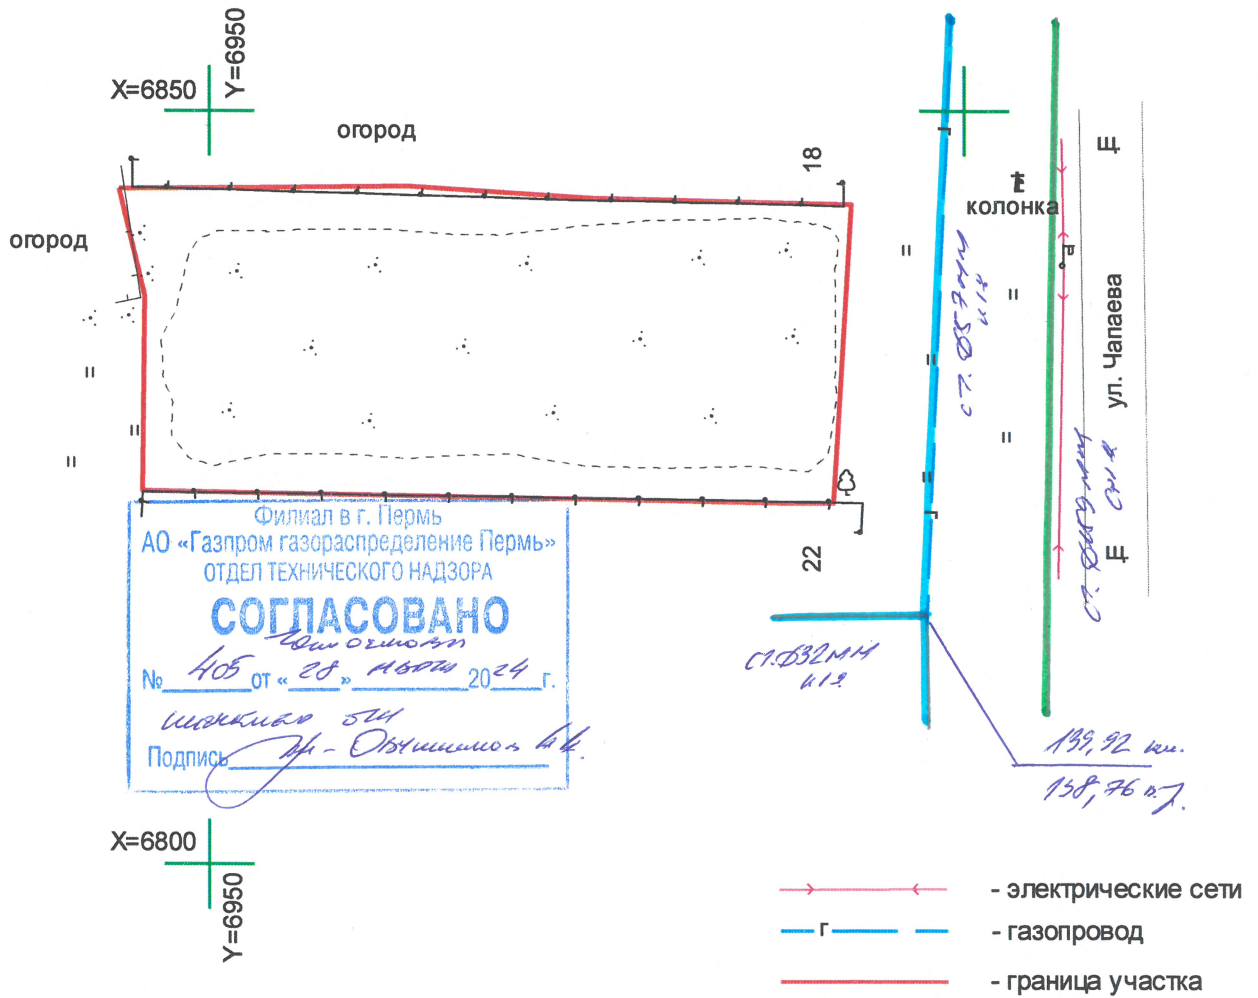 X=6850
Y=6950
огород
18
огород
колонка
ст. Ø57мм
н/д
ул. Чапаева
Филиал в г. Пермь
АО «Газпром газораспределение Пермь»
ОТДЕЛ ТЕХНИЧЕСКОГО НАДЗОРА
СОГЛАСОВАНО
№ 405 от « 28 » 2024 г.
Подпись
22
ст. Ø159мм
ст. Ø32мм
н/д
139,92
138,76
X=6800
Y=6950
- электрические сети
г - газопровод
- граница участка